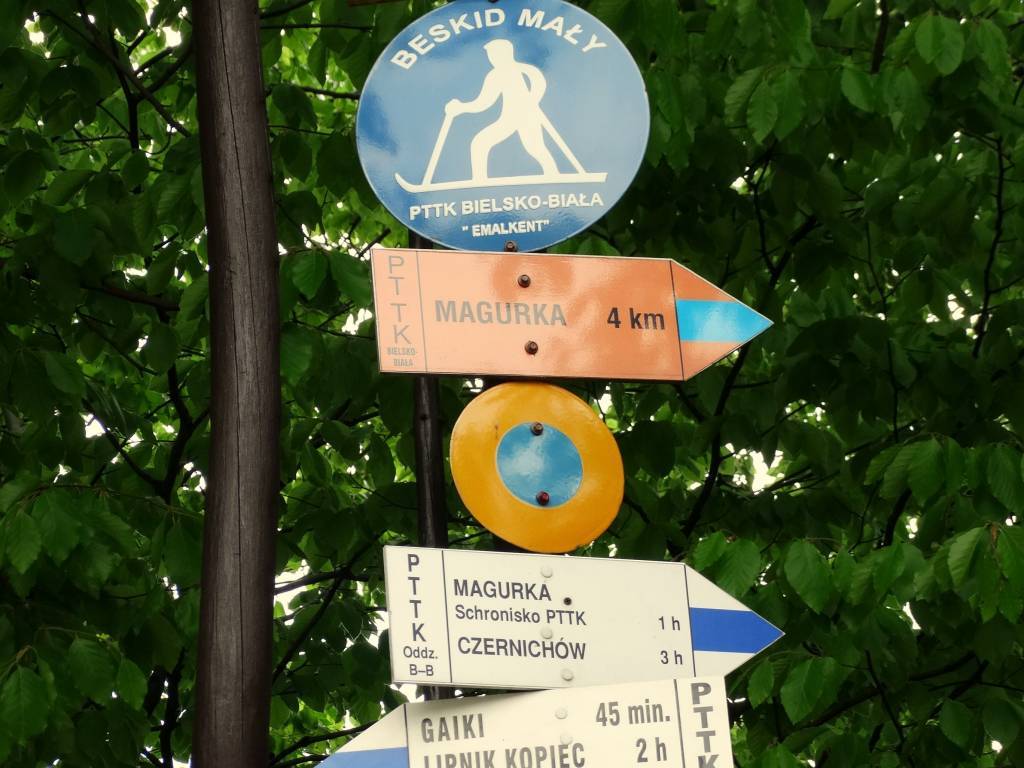 BESKID MAŁY
PTTK BIELSKO-BIAŁA
"EMALKENT"
PTTK
BIELSKO-
BIAŁA
MAGURKA 4 km
PTTK
Oddz.
B–B
MAGURKA
Schronisko PTTK 1 h
CZERNICHÓW 3 h
GAIKI 45 min.
LIPNIK KOPIEC 2 h
PTTK